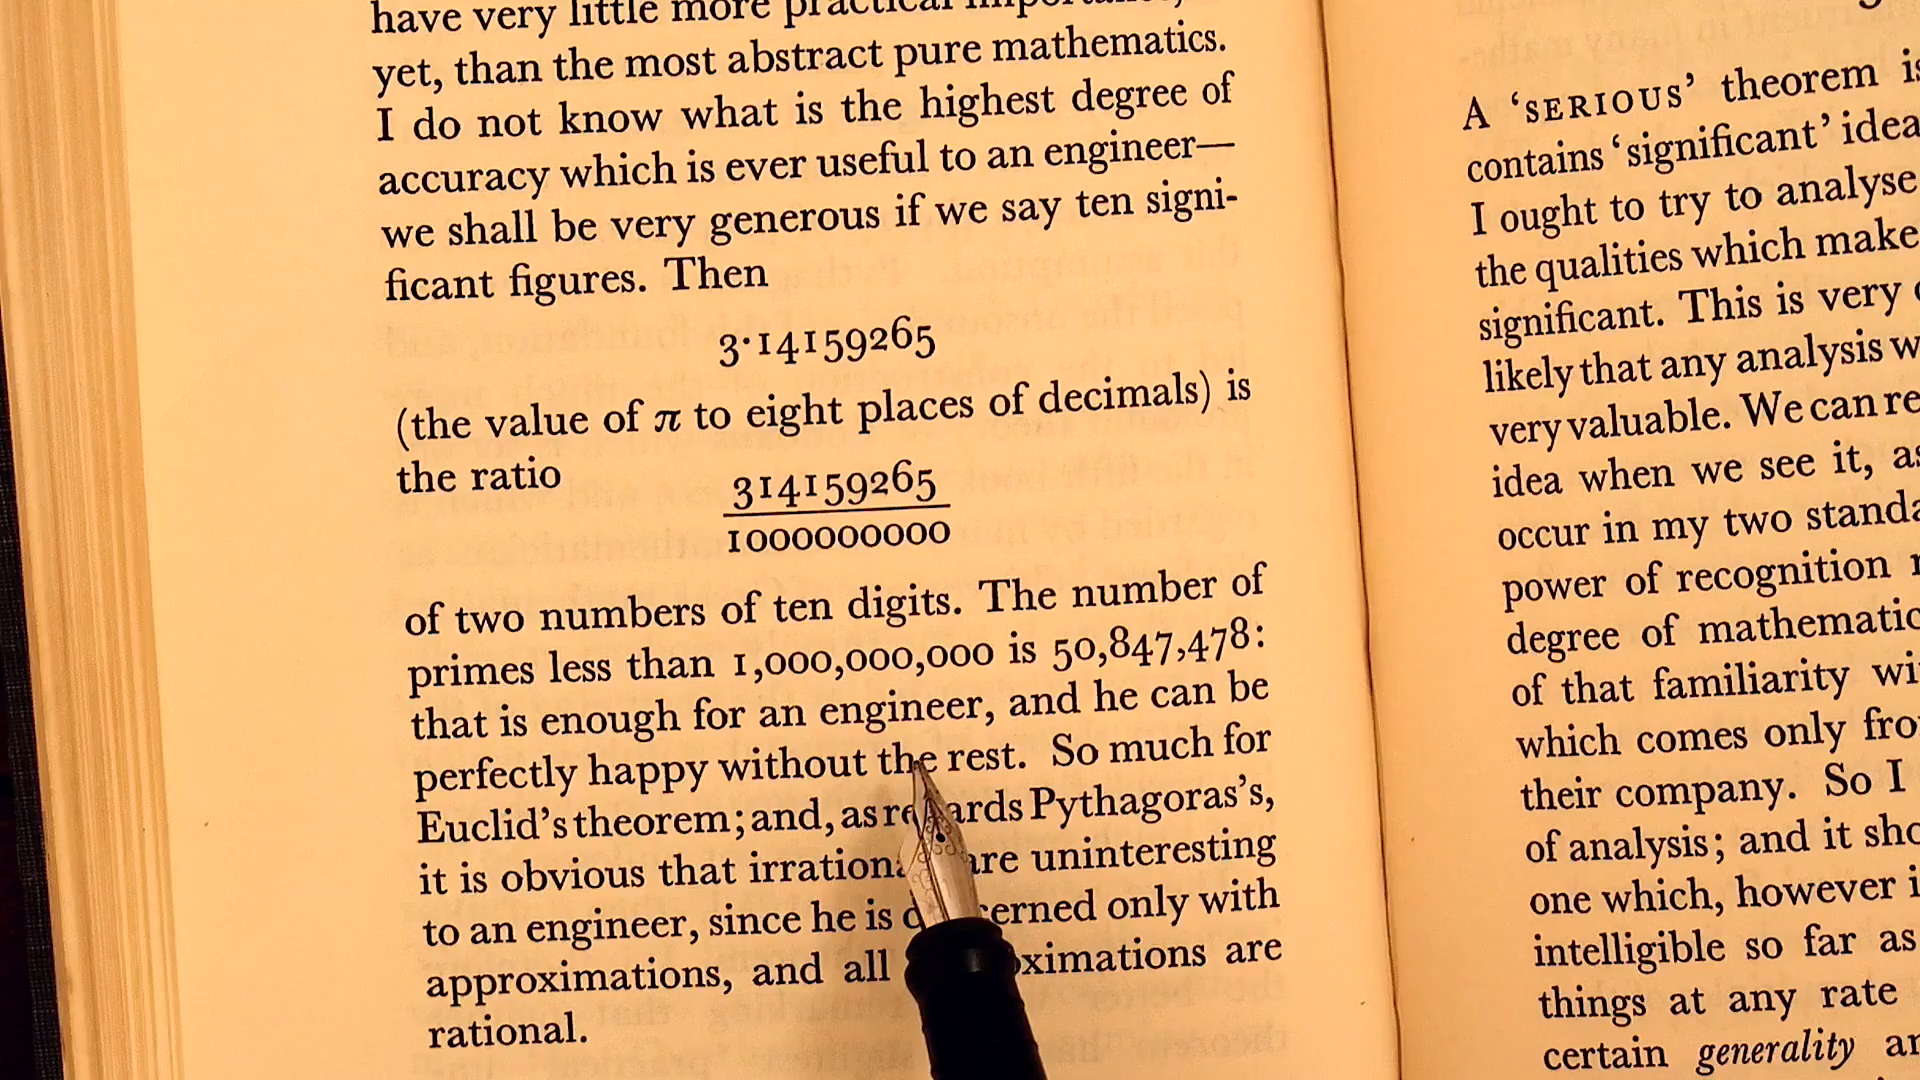 have very little more practical importance,
yet, than the most abstract pure mathematics.
I do not know what is the highest degree of
accuracy which is ever useful to an engineer—
we shall be very generous if we say ten signi-
ficant figures. Then
3·14159265
(the value of π to eight places of decimals) is
the ratio
314159265
1000000000
of two numbers of ten digits. The number of
primes less than 1,000,000,000 is 50,847,478:
that is enough for an engineer, and he can be
perfectly happy without the rest. So much for
Euclid's theorem; and, as regards Pythagoras's,
it is obvious that irrationals are uninteresting
to an engineer, since he is concerned only with
approximations, and all approximations are
rational.
A ‘SERIOUS’ theorem is
contains ‘significant’ idea
I ought to try to analyse
the qualities which make
significant. This is very
likely that any analysis w
very valuable. We can re
idea when we see it, as
occur in my two standa
power of recognition
degree of mathematic
of that familiarity wi
which comes only fro
their company. So I
of analysis; and it sho
one which, however i
intelligible so far as
things at any rate
certain generality an